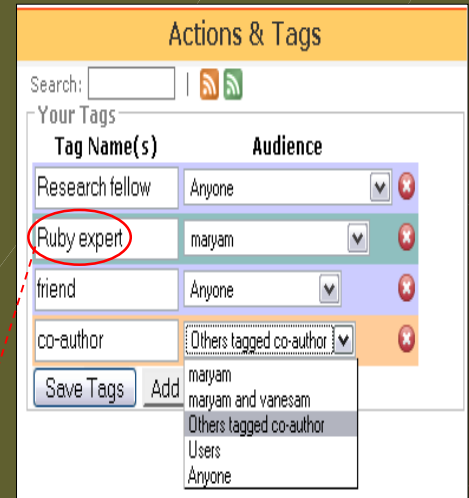 Actions & Tags
Search: |
Your Tags
Tag Name(s) Audience
Research fellow Anyone
Ruby expert maryam
friend Anyone
co-author Others tagged co-author
Save Tags Add
maryam
maryam and vanesam
Others tagged co-author
Users
Anyone